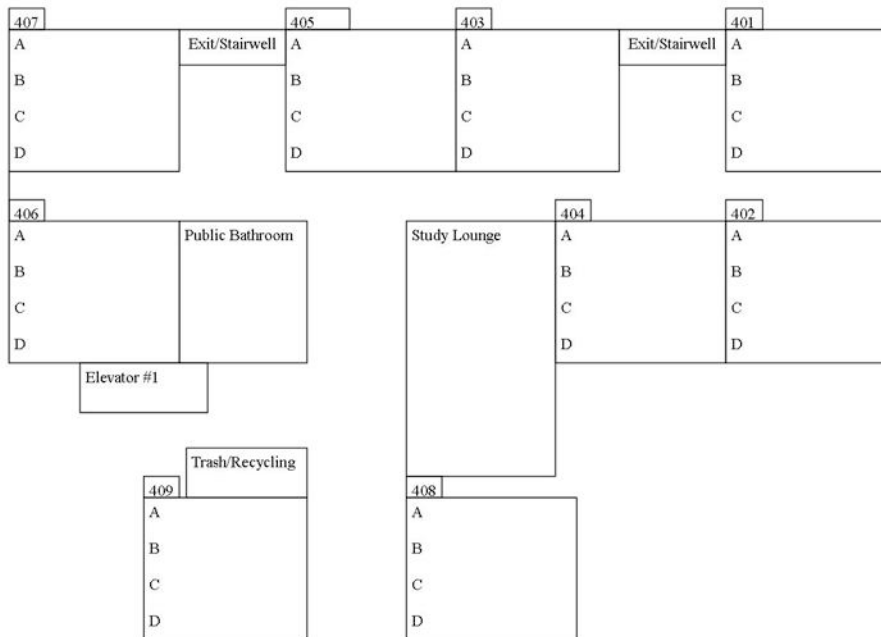 407
A
B
C
D
Exit/Stairwell
405
A
B
C
D
403
A
B
C
D
Exit/Stairwell
401
A
B
C
D
406
A
B
C
D
Public Bathroom
Study Lounge
404
A
B
C
D
402
A
B
C
D
Elevator #1
Trash/Recycling
409
A
B
C
D
408
A
B
C
D